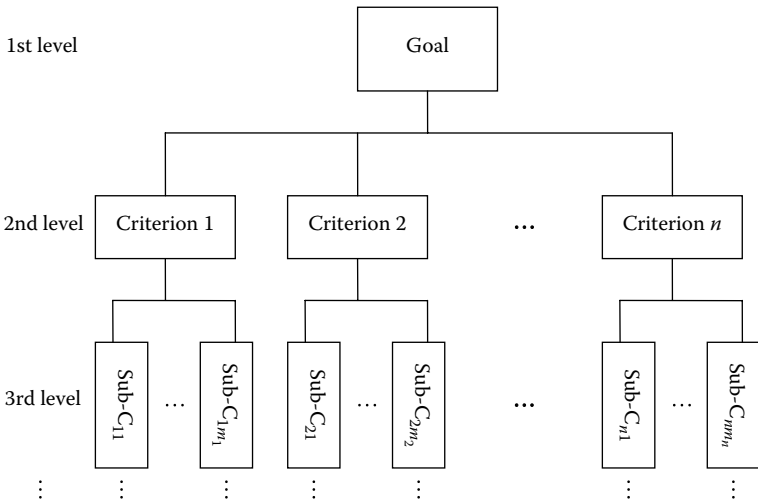 1st level
Goal
2nd level
Criterion 1
Criterion 2
...
Criterion n
3rd level
Sub-C₁₁
...
Sub-C₁ₘ₁
Sub-C₂₁
...
Sub-C₂ₘ₂
...
Sub-Cₙ₁
...
Sub-Cₙₘₙ